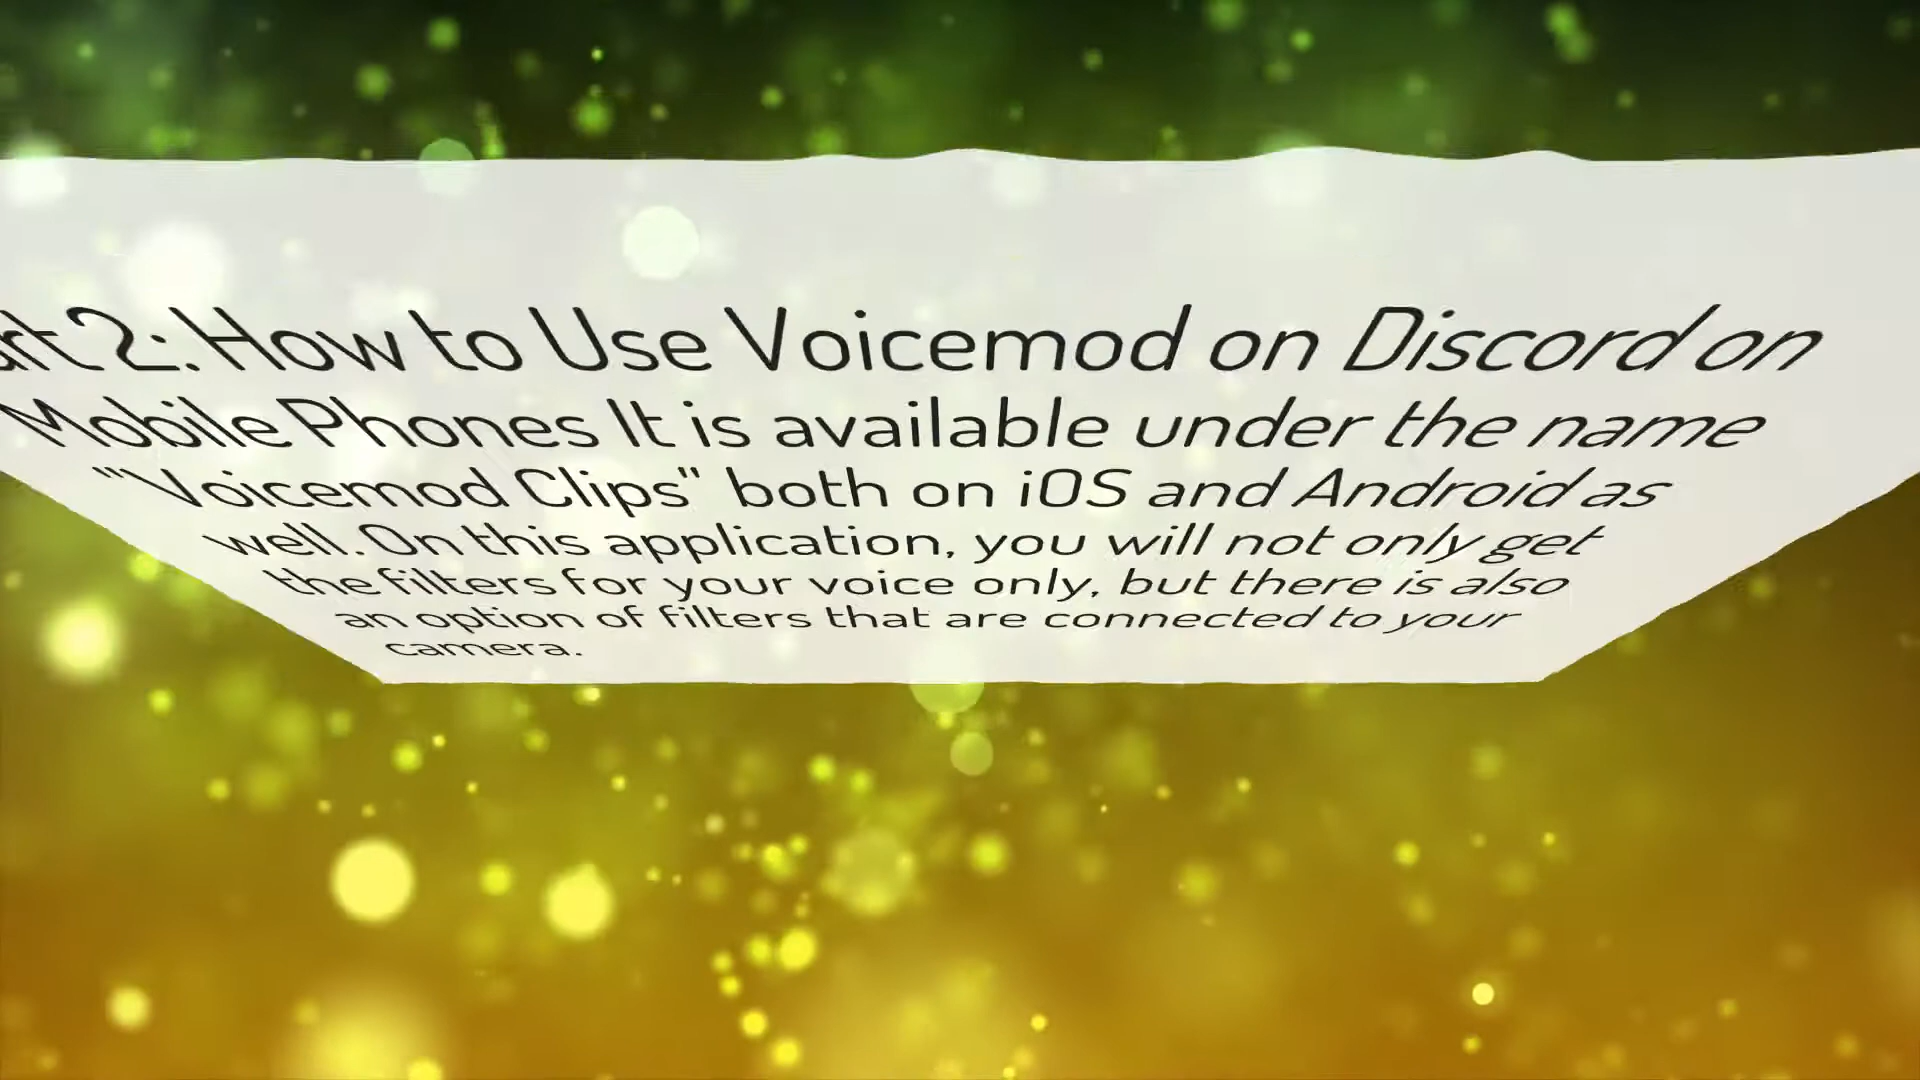 2: How to Use Voicemod on Discord on
Mobile Phones It is available under the name
"Voicemod Clips" both on iOS and Android as
well. On this application, you will not only get
the filters for your voice only, but there is also
an option of filters that are connected to your
camera.